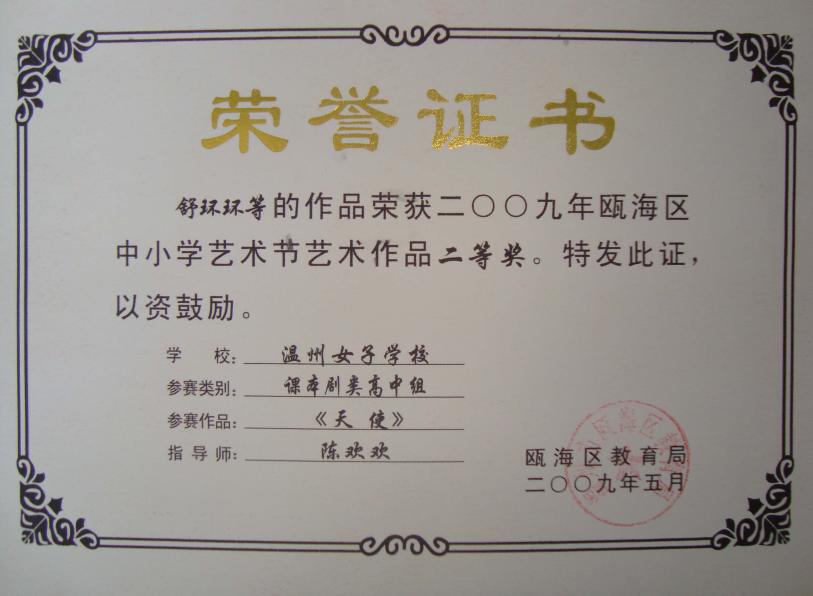 荣誉证书
舒环环等的作品荣获二〇〇九年瓯海区
中小学艺术节艺术作品二等奖。特发此证，
以资鼓励。
学 校：温州女子学校
参赛类别：课本剧类高中组
参赛作品：《天 使》
指 导 师：陈欢欢
瓯海区教育局
二〇〇九年五月